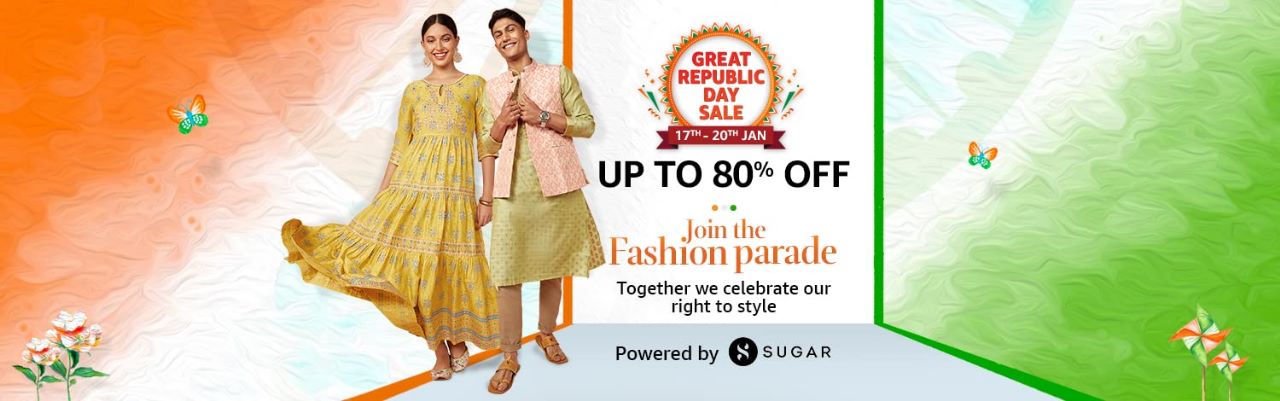 GREAT
REPUBLIC
DAY
SALE
17TH - 20TH JAN
UP TO 80% OFF
Join the
Fashion parade
Together we celebrate our
right to style
Powered by SUGAR